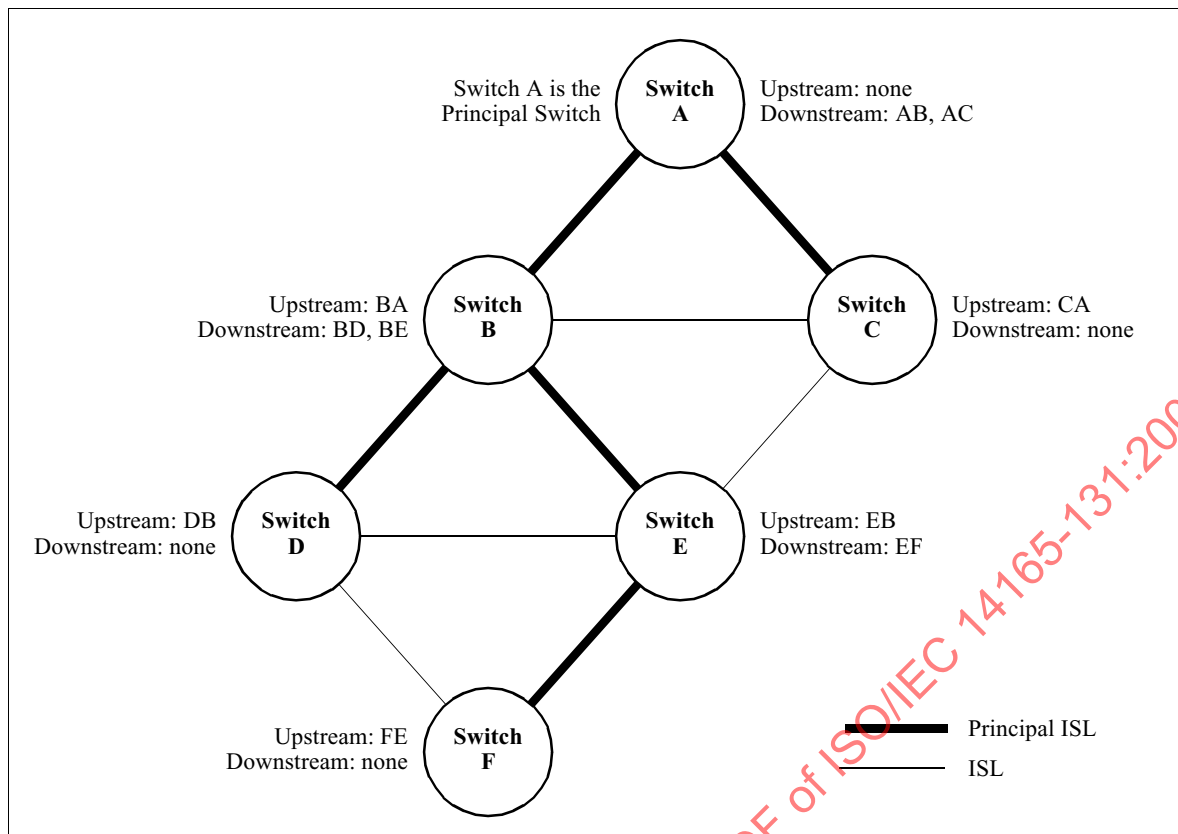 Switch A is the
Principal Switch
Switch
A
Upstream: none
Downstream: AB, AC
Upstream: BA
Downstream: BD, BE
Switch
B
Switch
C
Upstream: CA
Downstream: none
Upstream: DB
Downstream: none
Switch
D
Switch
E
Upstream: EB
Downstream: EF
Upstream: FE
Downstream: none
Switch
F
Principal ISL
ISL
of ISO/IEC 14165-131:200